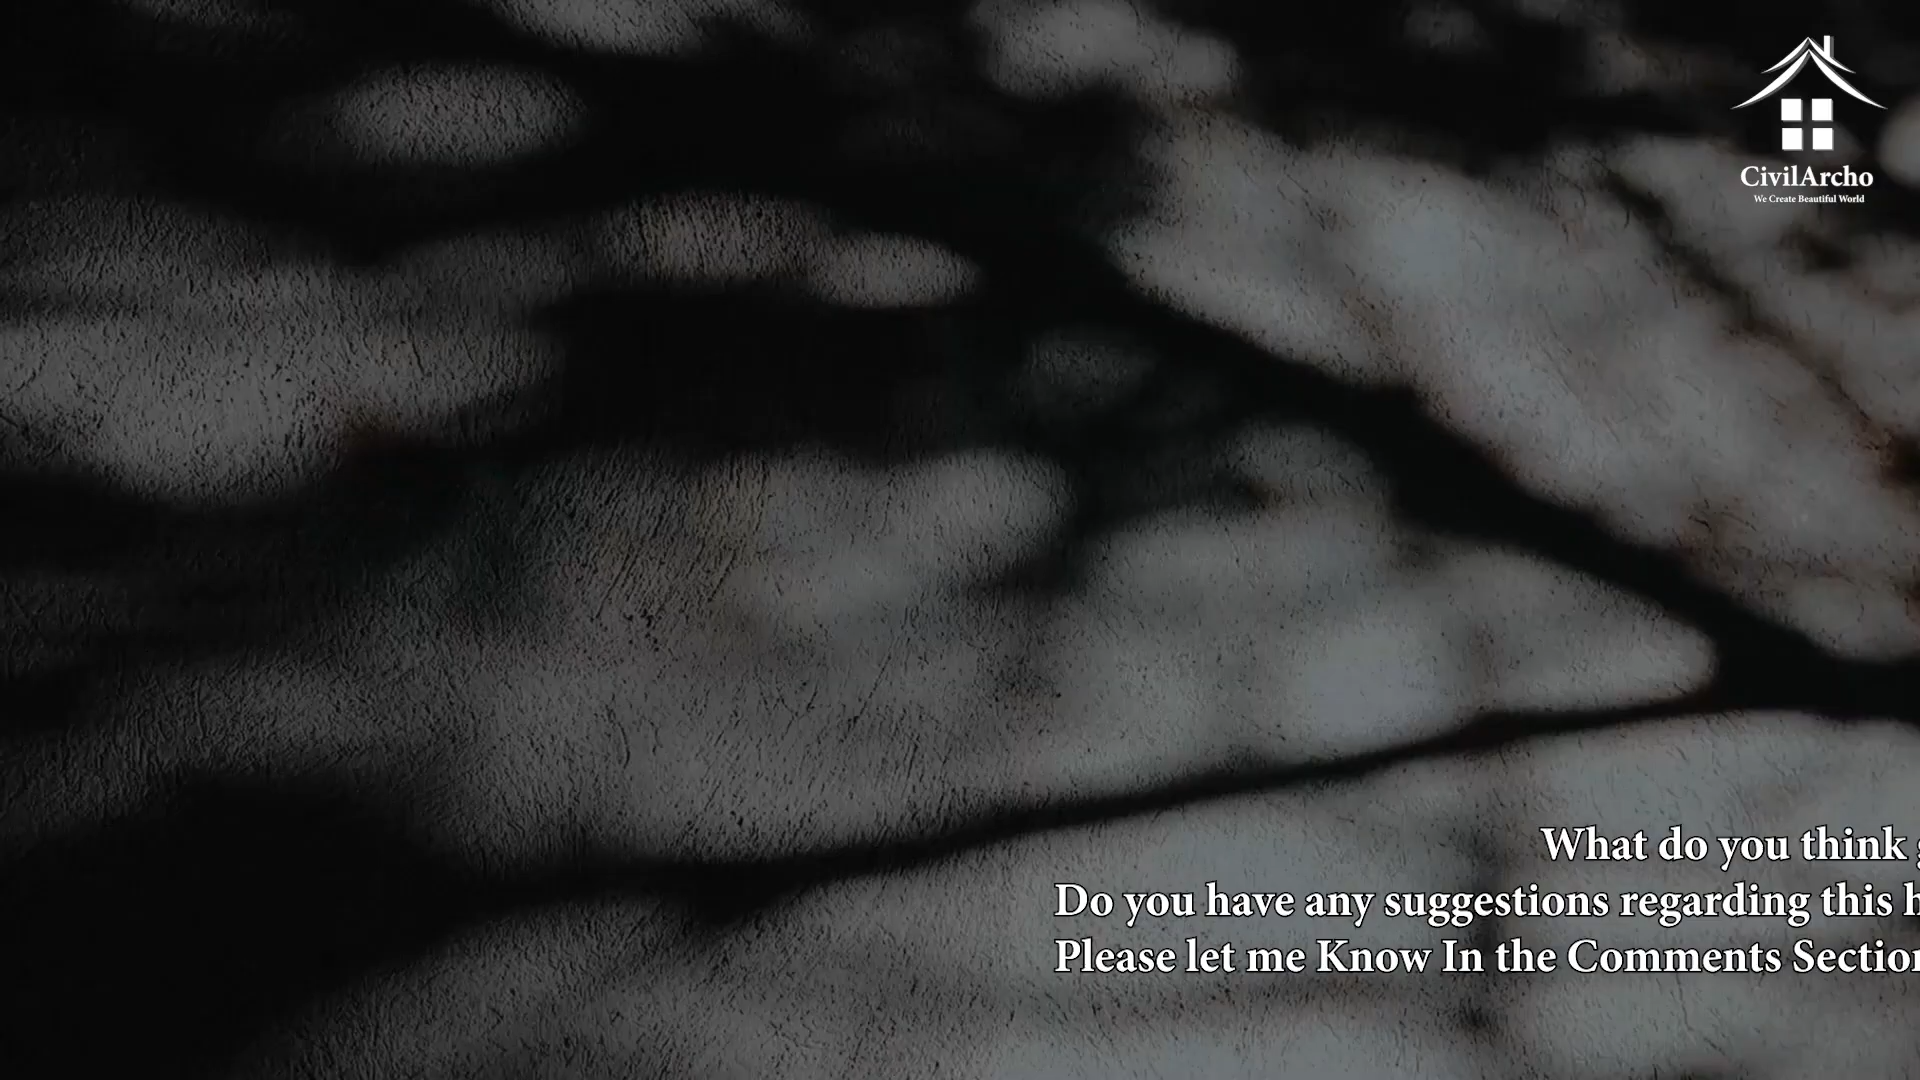 CivilArcho
We Create Beautiful World
What do you think
Do you have any suggestions regarding this
Please let me Know In the Comments Section